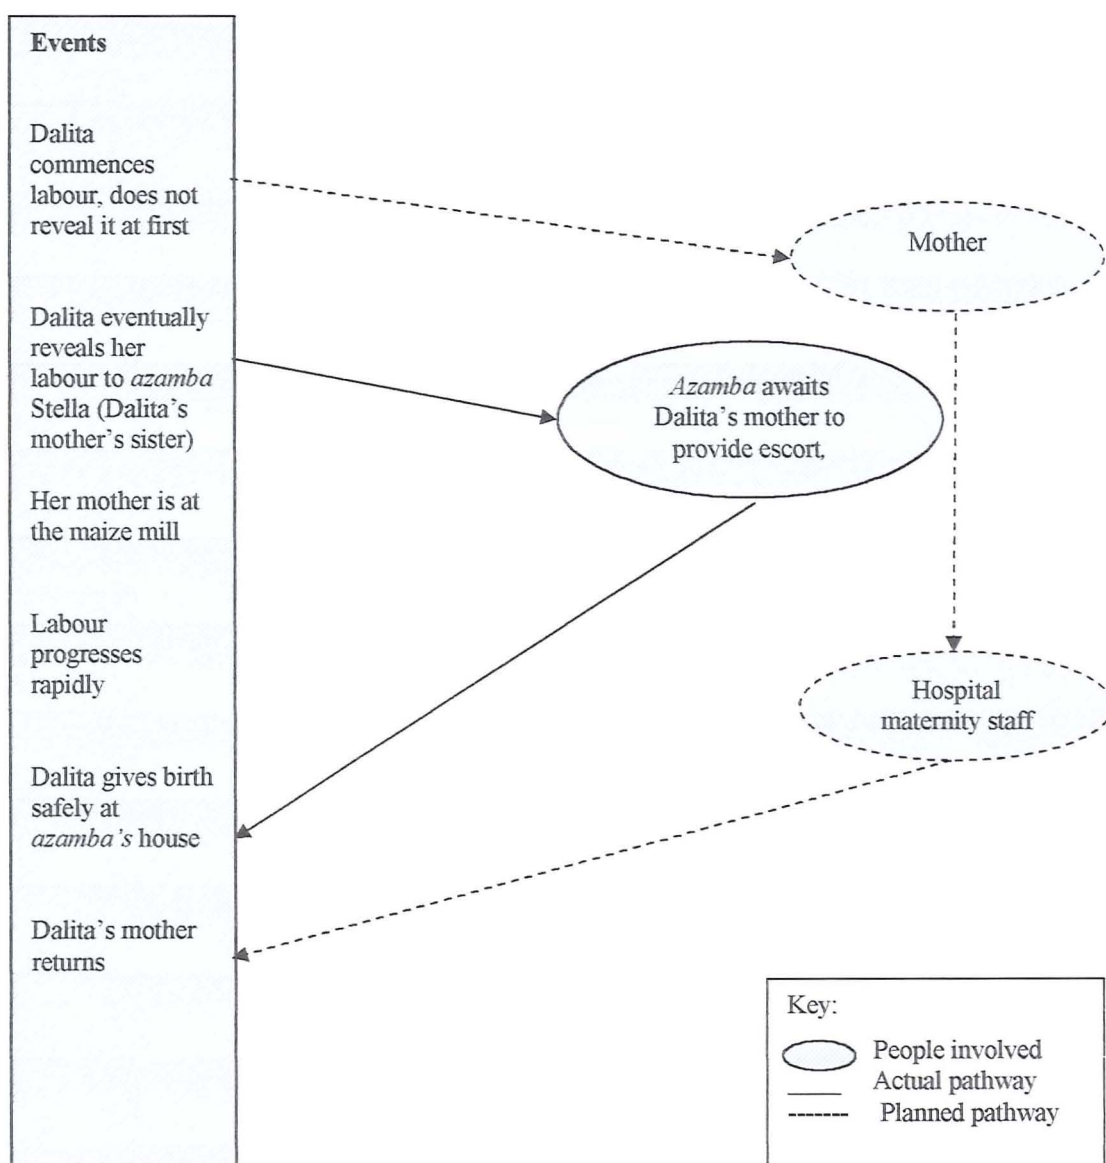 Events
Dalita
commences
labour, does not
reveal it at first
Mother
Dalita eventually
reveals her
labour to azamba
Stella (Dalita's
mother's sister)
Azamba awaits
Dalita's mother to
provide escort,
Her mother is at
the maize mill
Labour
progresses
rapidly
Hospital
maternity staff
Dalita gives birth
safely at
azamba's house
Dalita's mother
returns
Key:
People involved
Actual pathway
Planned pathway